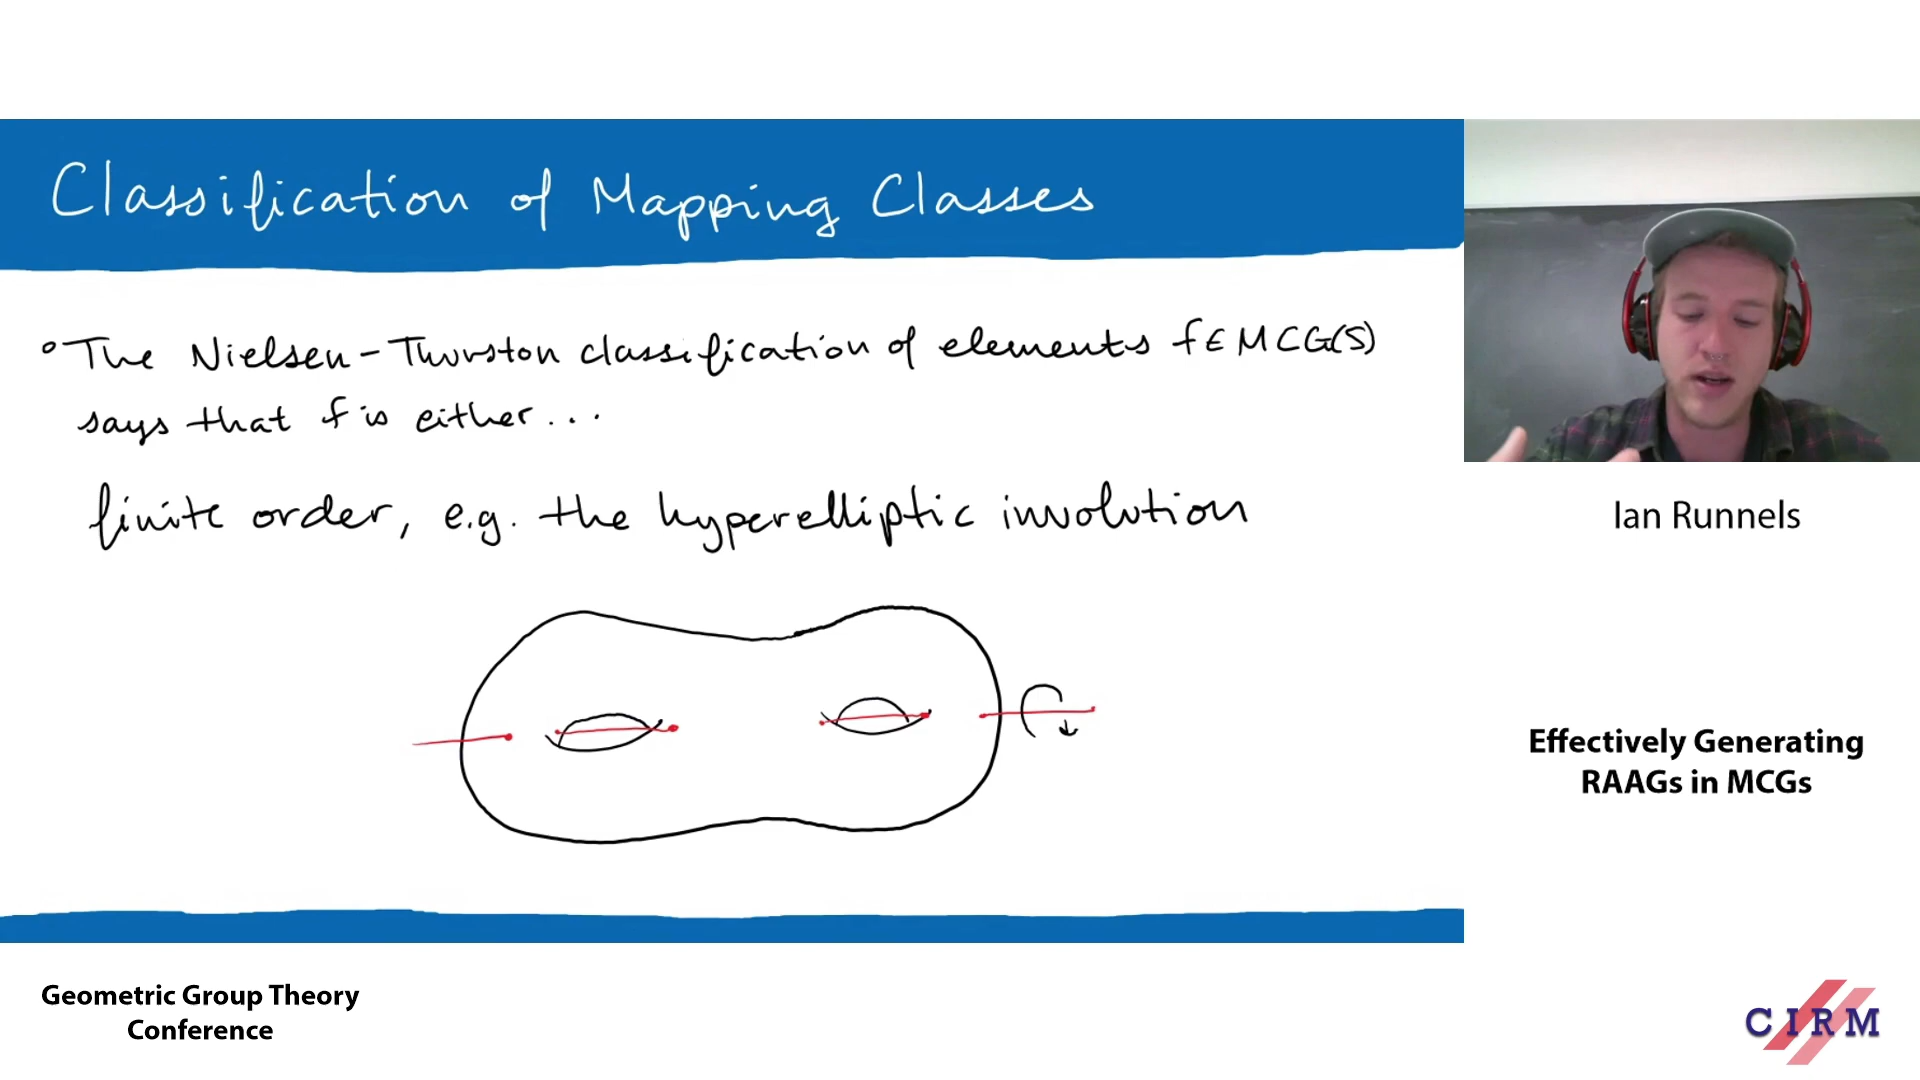 Classification of Mapping Classes
° The Nielsen-Thurston classification of elements f ∈ MCG(S)
says that f is either...
finite order, e.g. the hyperelliptic involution
Ian Runnels
Effectively Generating
RAAGs in MCGs
Geometric Group Theory
Conference
CIRM